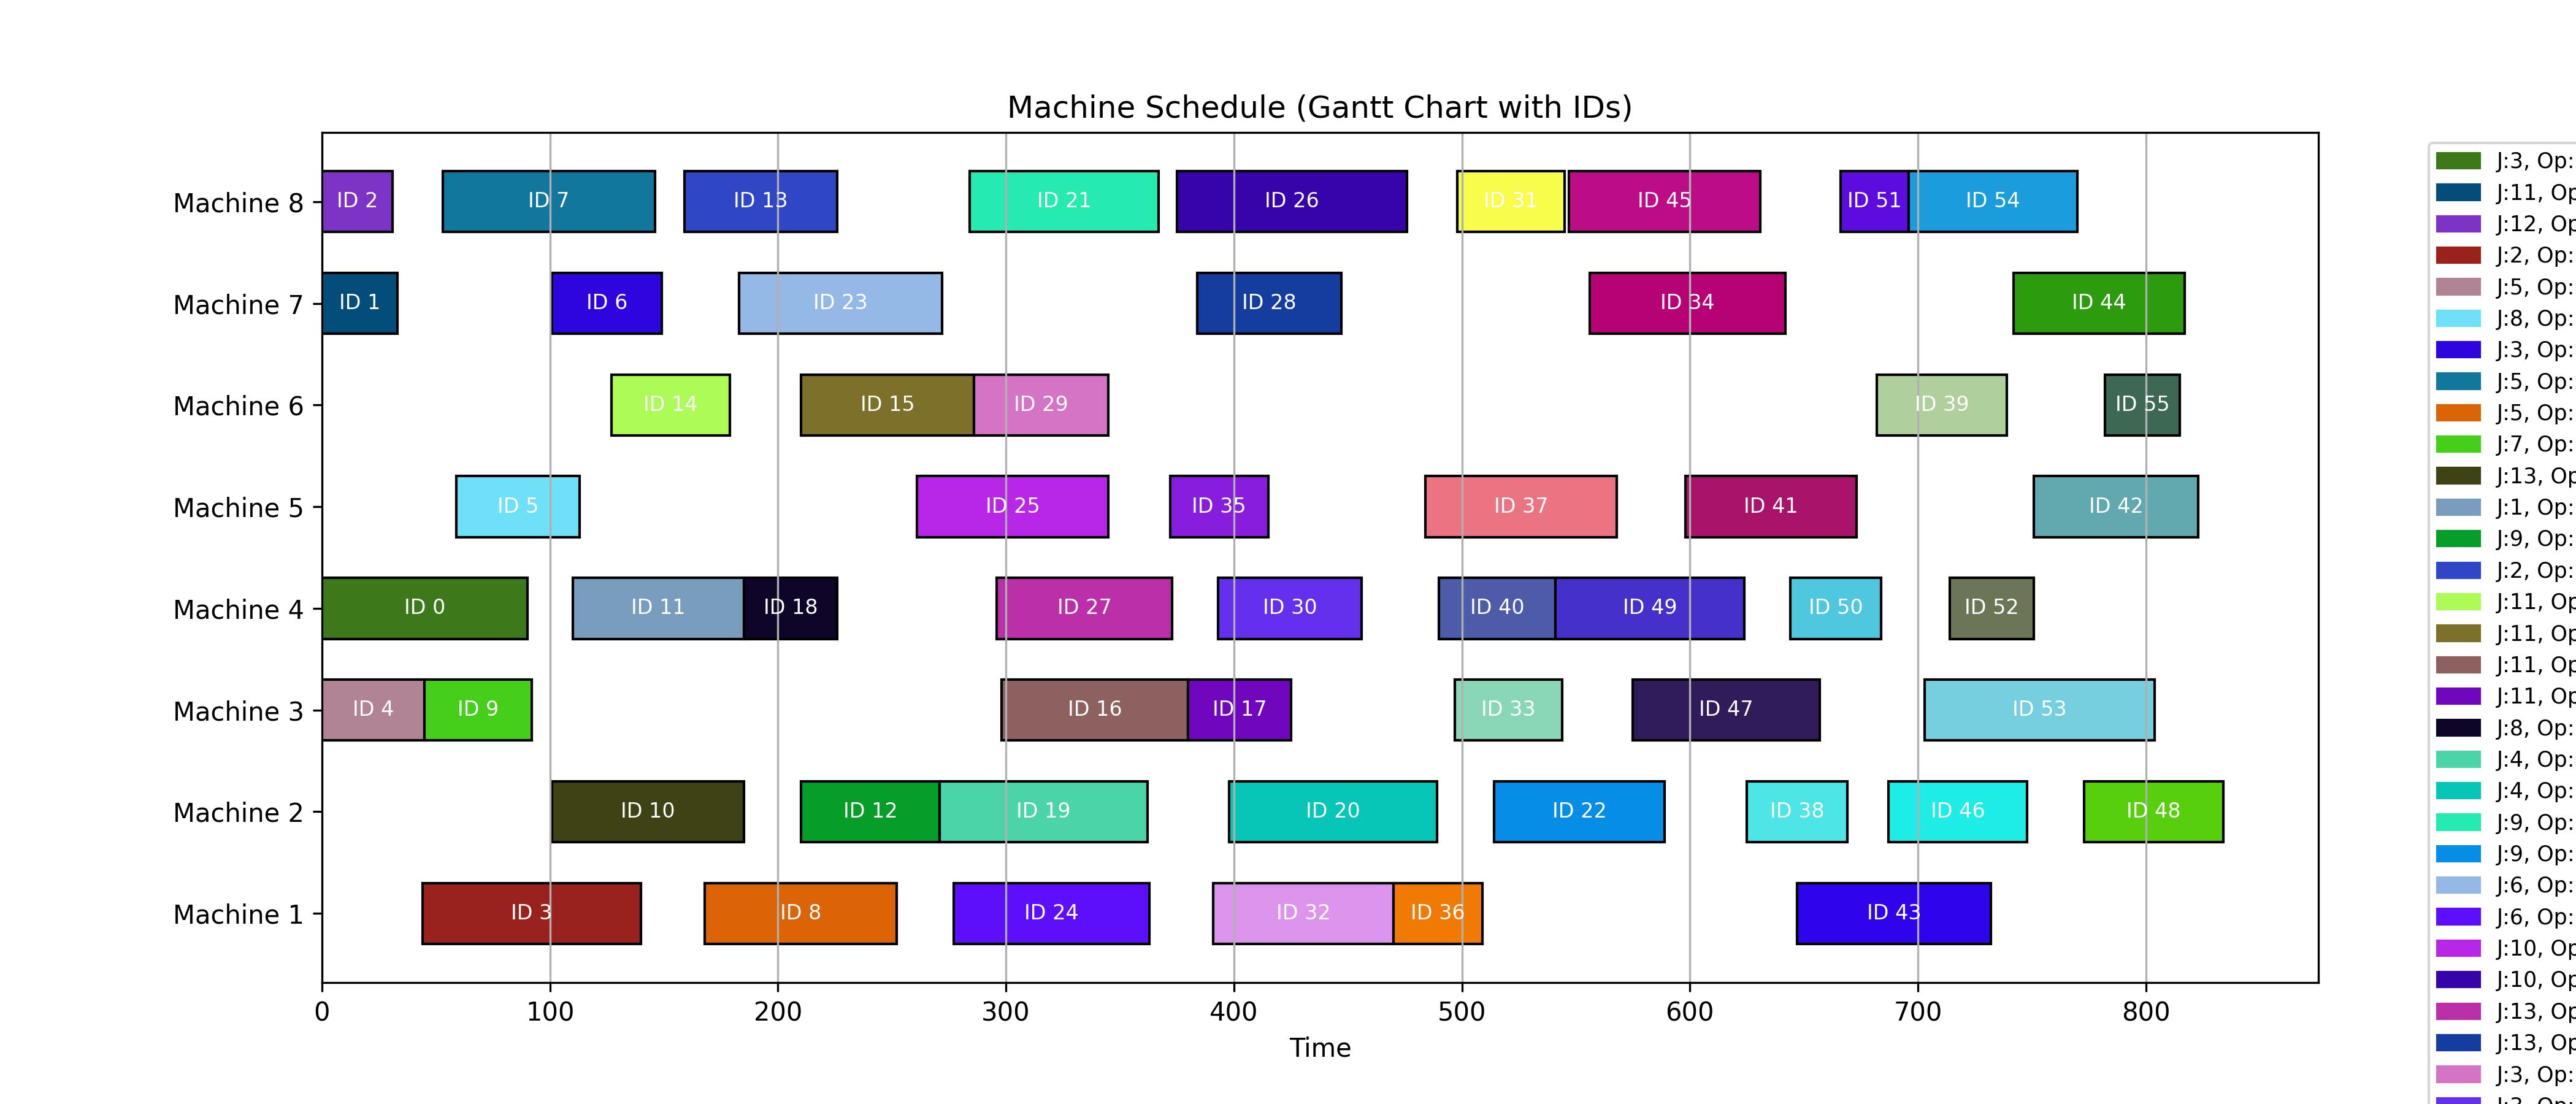 Machine Schedule (Gantt Chart with IDs)
Machine 8
ID 2
ID 7
ID 13
ID 21
ID 26
ID 31
ID 45
ID 51
ID 54
Machine 7
ID 1
ID 6
ID 23
ID 28
ID 34
ID 44
Machine 6
ID 14
ID 15
ID 29
ID 39
ID 55
Machine 5
ID 5
ID 25
ID 35
ID 37
ID 41
ID 42
Machine 4
ID 0
ID 11
ID 18
ID 27
ID 30
ID 40
ID 49
ID 50
ID 52
Machine 3
ID 4
ID 9
ID 16
ID 17
ID 33
ID 47
ID 53
Machine 2
ID 10
ID 12
ID 19
ID 20
ID 22
ID 38
ID 46
ID 48
Machine 1
ID 3
ID 8
ID 24
ID 32
ID 36
ID 43
0 100 200 300 400 500 600 700 800
Time
J:3, Op:
J:11, Op
J:12, Op
J:2, Op:
J:5, Op:
J:8, Op:
J:3, Op:
J:5, Op:
J:5, Op:
J:7, Op:
J:13, Op
J:1, Op:
J:9, Op:
J:2, Op:
J:11, Op
J:11, Op
J:11, Op
J:11, Op
J:8, Op:
J:4, Op:
J:4, Op:
J:9, Op:
J:9, Op:
J:6, Op:
J:6, Op:
J:10, Op
J:10, Op
J:13, Op
J:13, Op
J:3, Op:
J:3, Op: